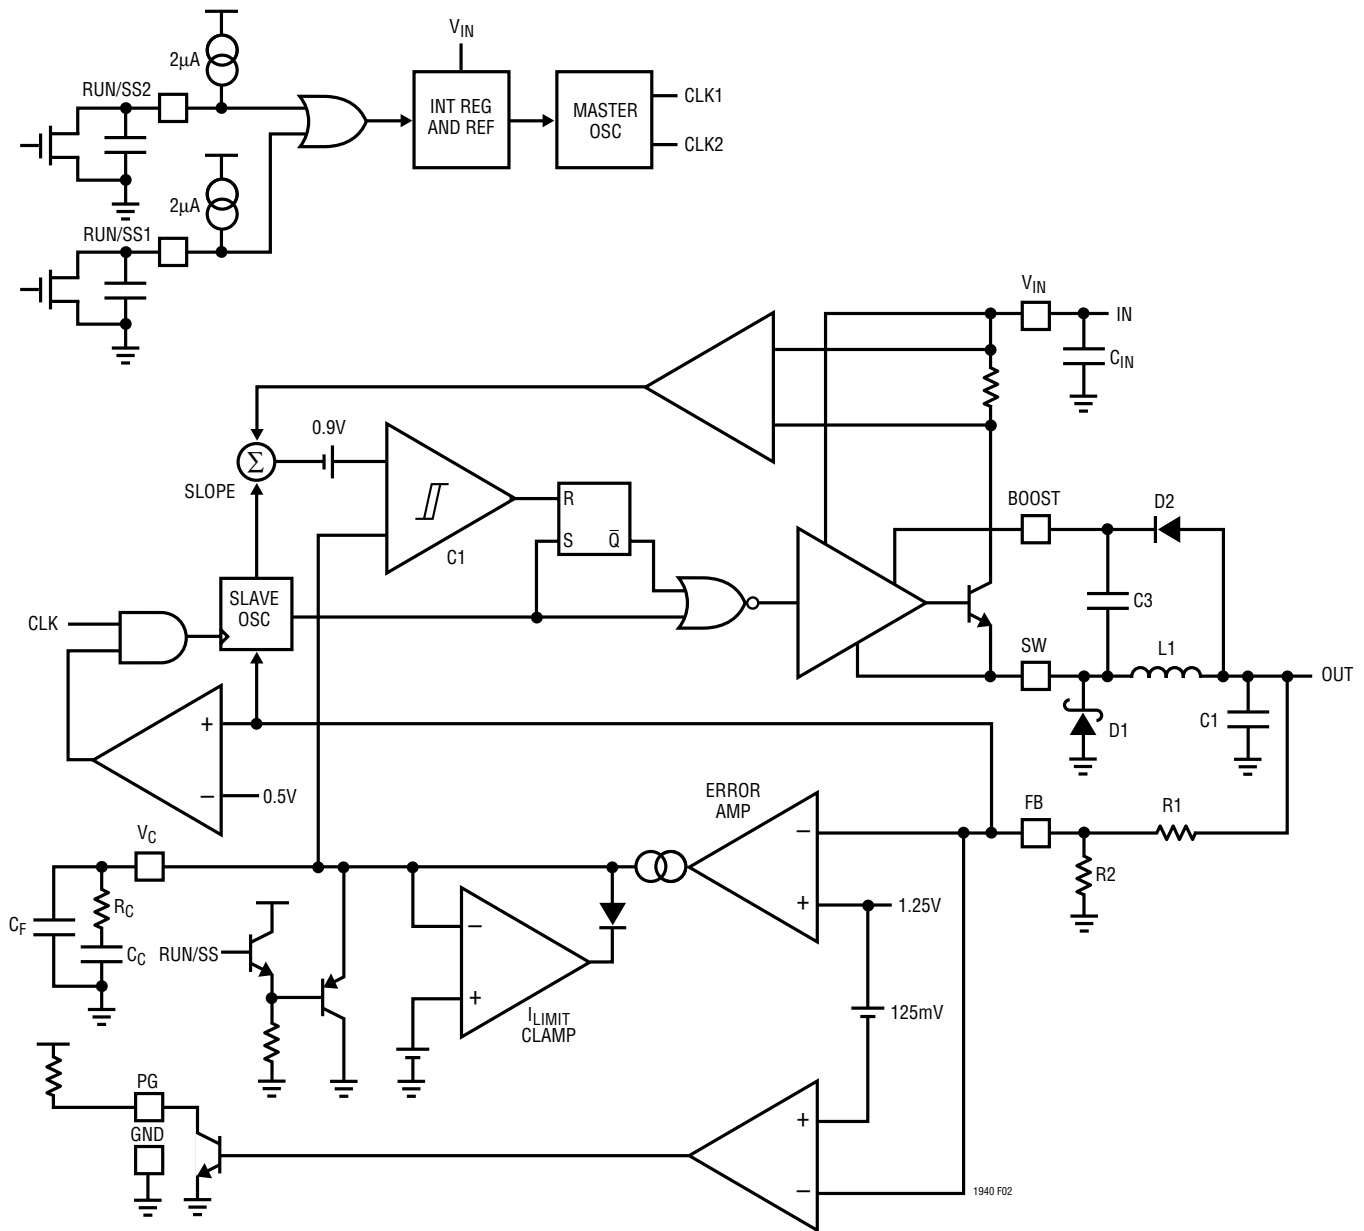 2µA
V_IN
RUN/SS2
INT REG
AND REF
MASTER
OSC
CLK1
CLK2
2µA
RUN/SS1
V_IN
IN
C_IN
0.9V
Σ
SLOPE
R
S
Q̅
C1
BOOST
D2
C3
SLAVE
OSC
CLK
SW
L1
OUT
+
−
0.5V
D1
C1
ERROR
AMP
FB
R1
−
+
1.25V
R2
V_C
R_C
C_F
C_C
RUN/SS
−
+
I_LIMIT
CLAMP
125mV
PG
GND
+
−
1940 F02